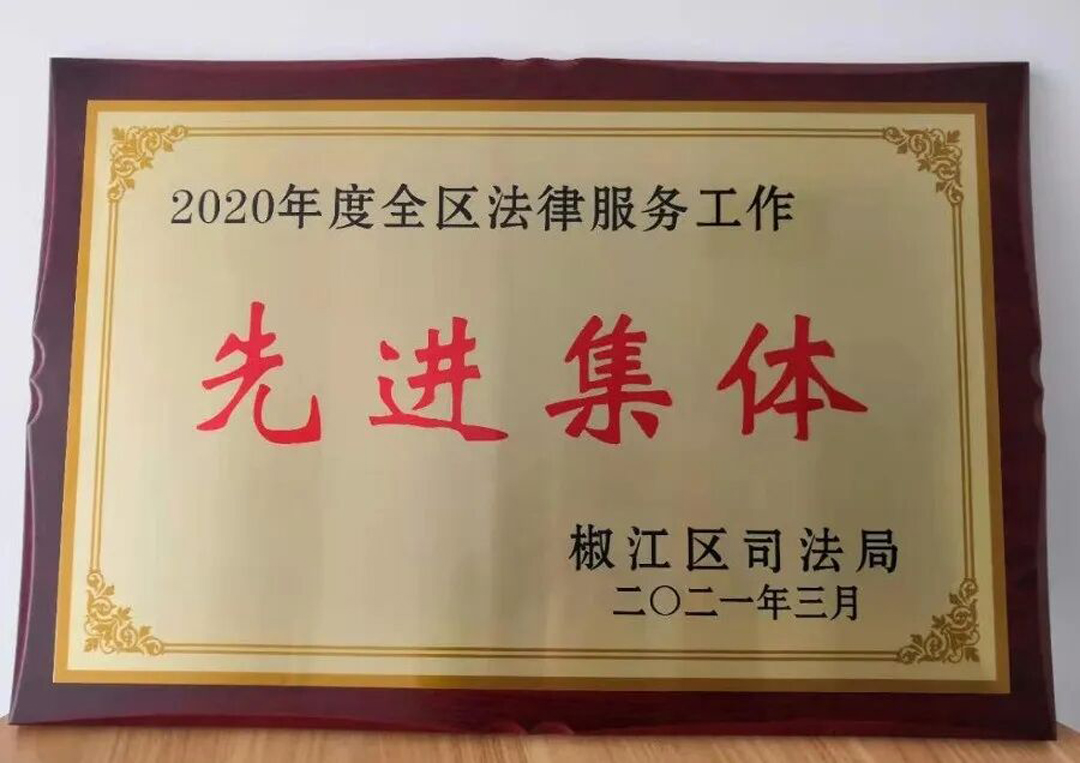 2020年度全区法律服务工作
先进集体
椒江区司法局
二〇二一年三月